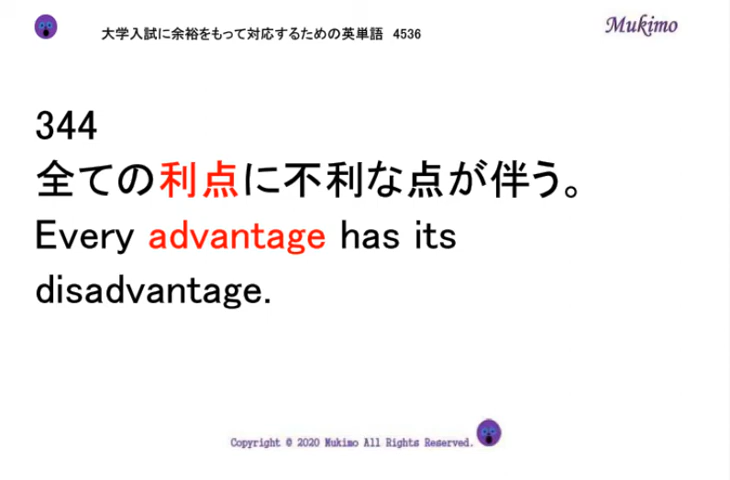 大学入試に余裕をもって対応するための英単語 4536
Mukimo
344
全ての利点に不利な点が伴う。
Every advantage has its
disadvantage.
Copyright © 2020 Mukimo All Rights Reserved.